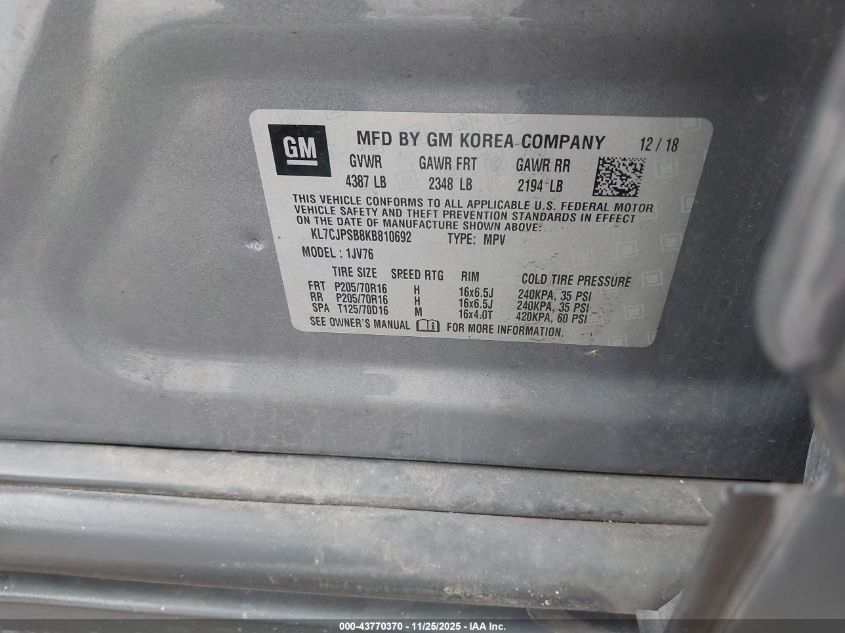 GM
MFD BY GM KOREA COMPANY 12 / 18
GVWR GAWR FRT GAWR RR
4387 LB 2348 LB 2194 LB
THIS VEHICLE CONFORMS TO ALL APPLICABLE U.S. FEDERAL MOTOR
VEHICLE SAFETY AND THEFT PREVENTION STANDARDS IN EFFECT
ON THE DATE OF MANUFACTURE SHOWN ABOVE:
KL7CJPSB8KB810692 TYPE: MPV
MODEL : 1JV76
TIRE SIZE SPEED RTG RIM COLD TIRE PRESSURE
FRT P205/70R16 H 16x6.5J 240KPA, 35 PSI
RR P205/70R16 H 16x6.5J 240KPA, 35 PSI
SPA T125/70D16 M 16x4.0T 420KPA, 60 PSI
SEE OWNER'S MANUAL FOR MORE INFORMATION.
000-43770370 - 11/25/2025 - IAA Inc.